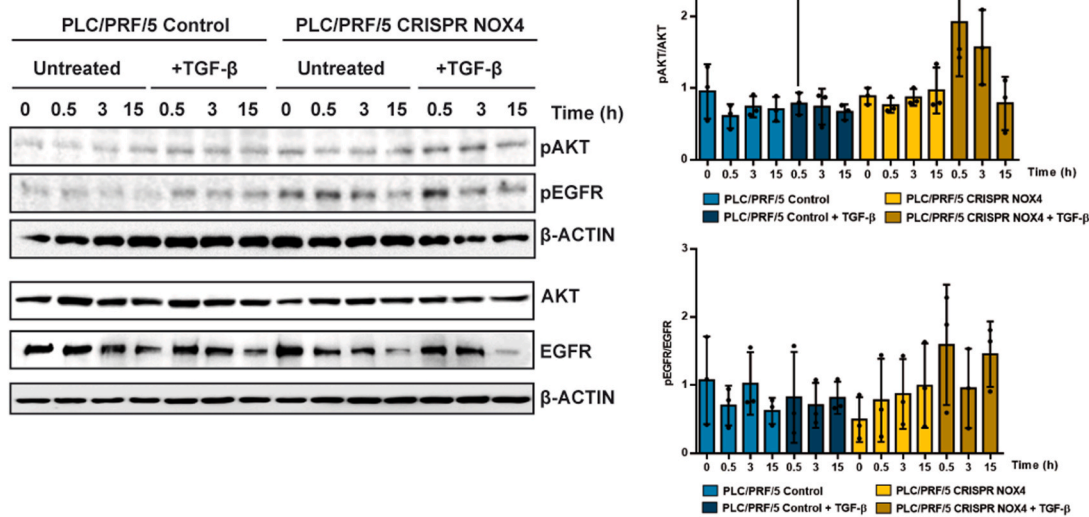 PLC/PRF/5 Control PLC/PRF/5 CRISPR NOX4
Untreated +TGF-β Untreated +TGF-β
0 0.5 3 15 0.5 3 15 0 0.5 3 15 0.5 3 15 Time (h)
pAKT
pEGFR
β-ACTIN
AKT
EGFR
β-ACTIN
pAKT/AKT
2
1
0
0 0.5 3 15 0.5 3 15 0 0.5 3 15 0.5 3 15 Time (h)
PLC/PRF/5 Control PLC/PRF/5 CRISPR NOX4
PLC/PRF/5 Control + TGF-β PLC/PRF/5 CRISPR NOX4 + TGF-β
pEGFR/EGFR
3
2
1
0
0 0.5 3 15 0.5 3 15 0 0.5 3 15 0.5 3 15 Time (h)
PLC/PRF/5 Control PLC/PRF/5 CRISPR NOX4
PLC/PRF/5 Control + TGF-β PLC/PRF/5 CRISPR NOX4 + TGF-β